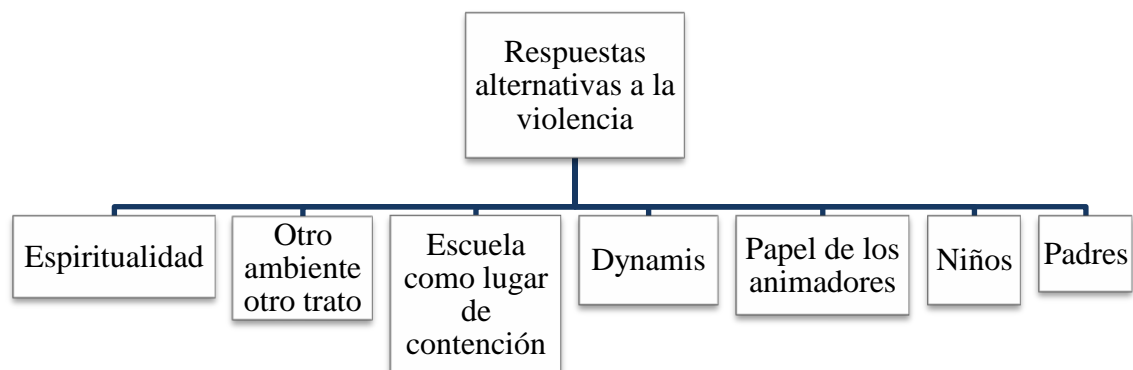 Respuestas
alternativas a la
violencia
Espiritualidad
Otro
ambiente
otro trato
Escuela
como lugar
de
contención
Dynamis
Papel de los
animadores
Niños
Padres